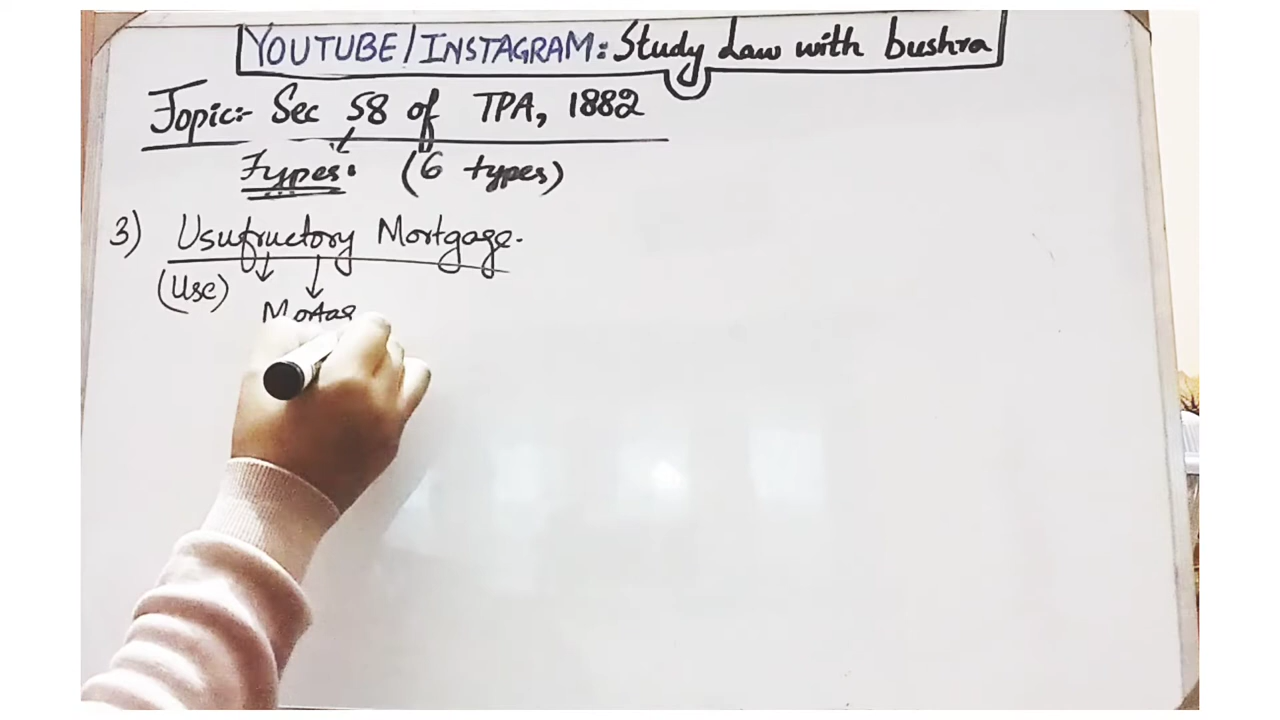 YOUTUBE/INSTAGRAM: Study Law with bushra
Topic:- Sec 58 of TPA, 1882
Types: (6 types)
3) Usufructory Mortgage.
(Use)
Mortag